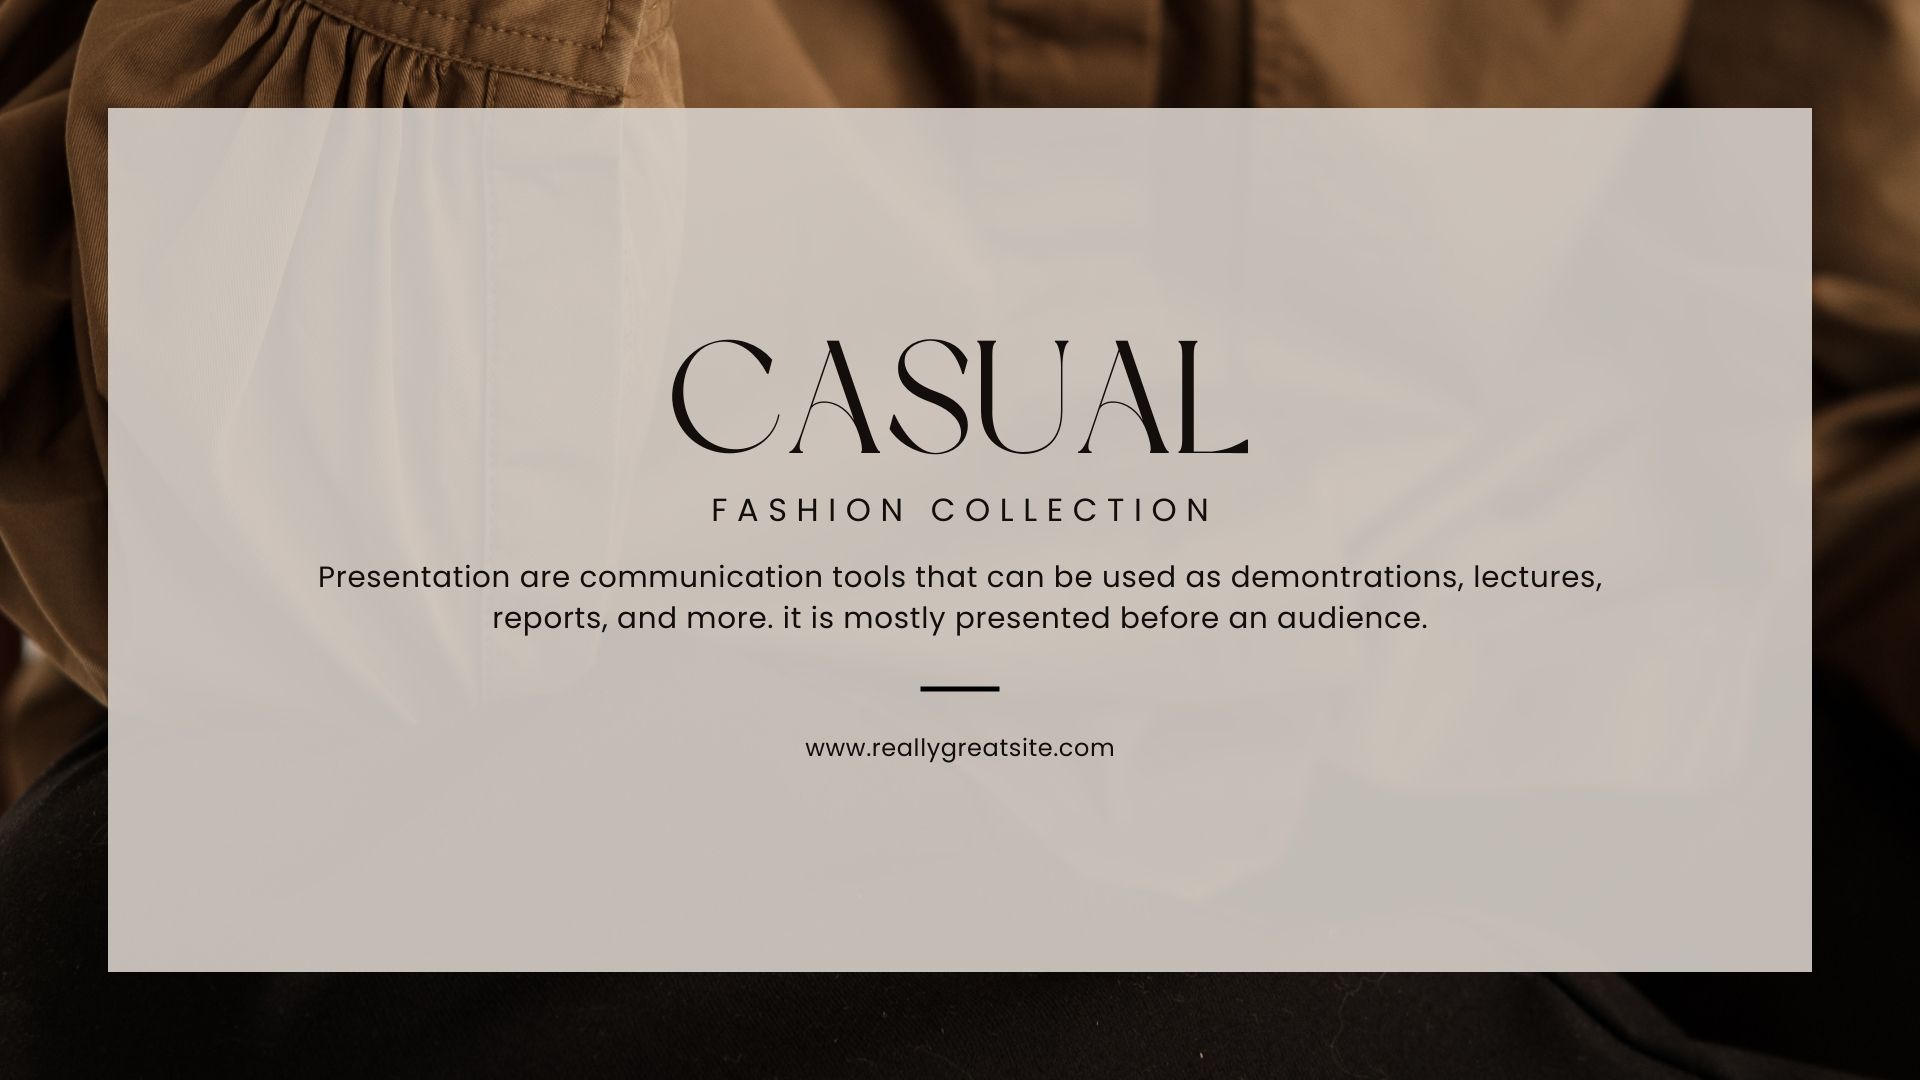 CASUAL
FASHION COLLECTION
Presentation are communication tools that can be used as demontrations, lectures,
reports, and more. it is mostly presented before an audience.
www.reallygreatsite.com